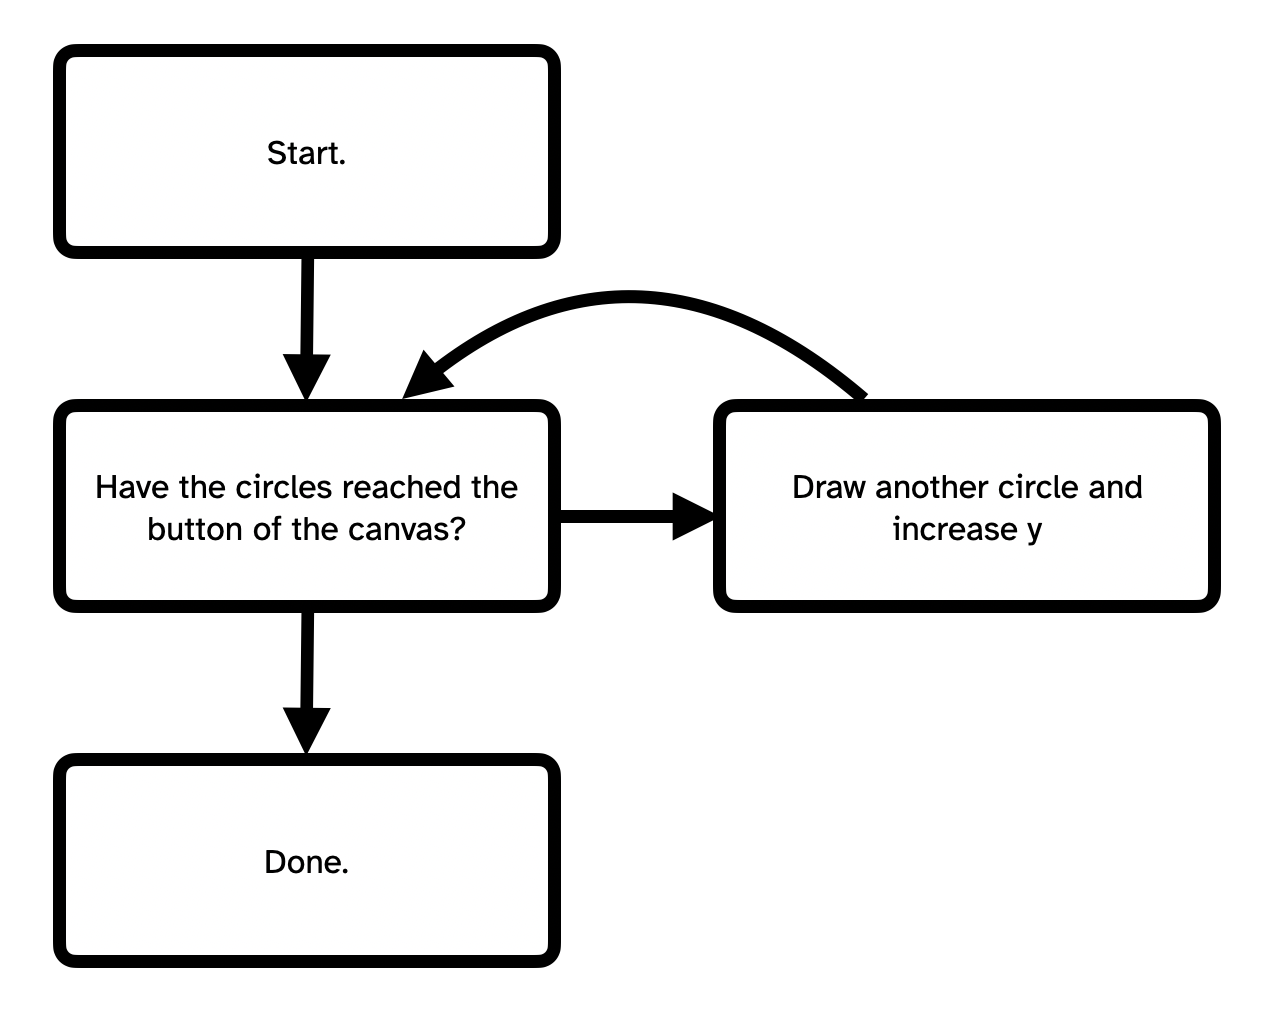 Start.
Have the circles reached the
button of the canvas?
Draw another circle and
increase y
Done.